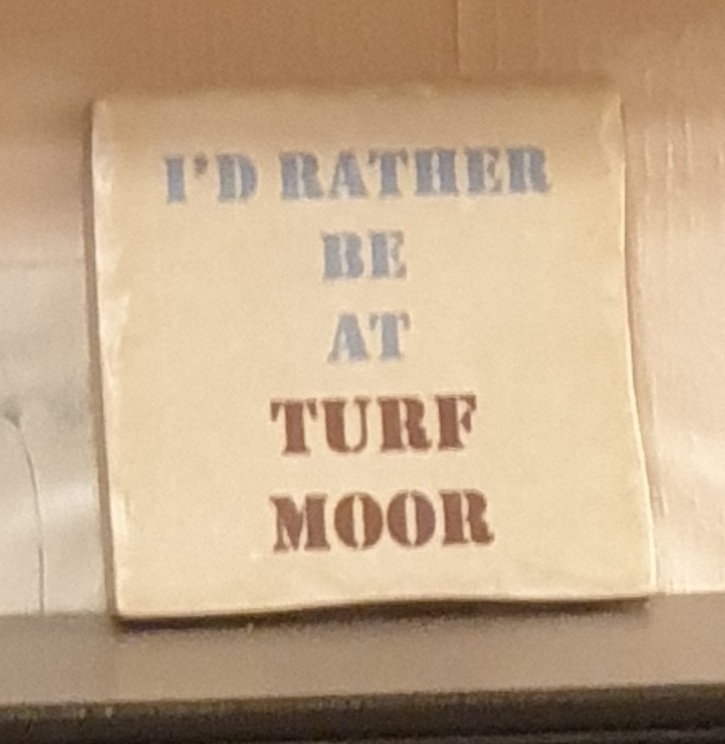 I'D RATHER
BE
AT
TURF
MOOR